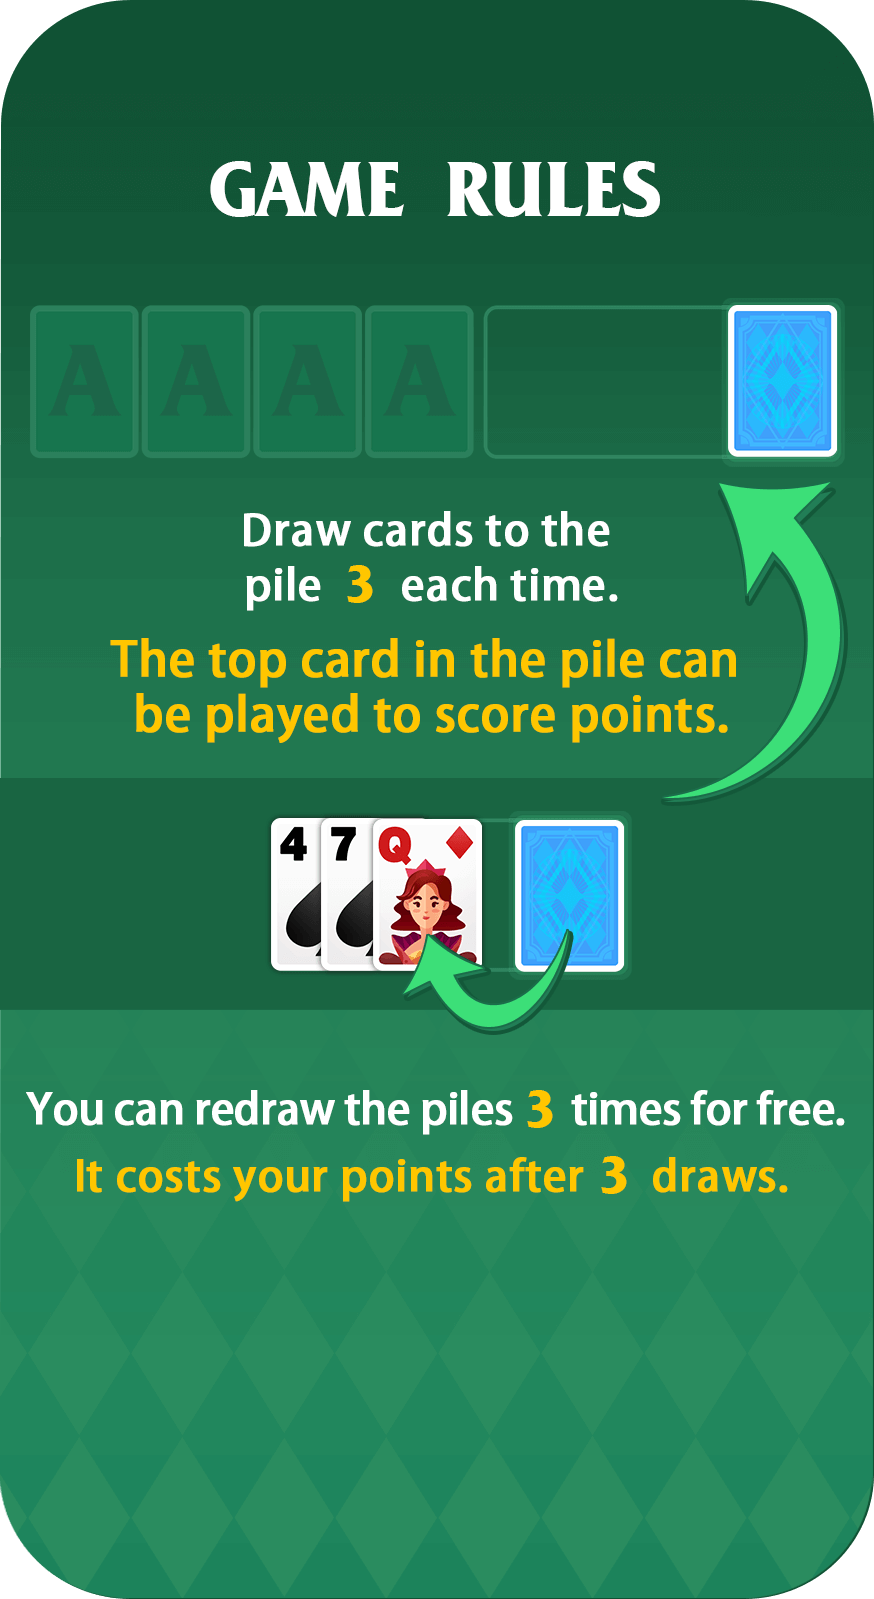 GAME RULES
A A A A
Draw cards to the
pile 3 each time.
The top card in the pile can
be played to score points.
4 7 Q
You can redraw the piles 3 times for free.
It costs your points after 3 draws.